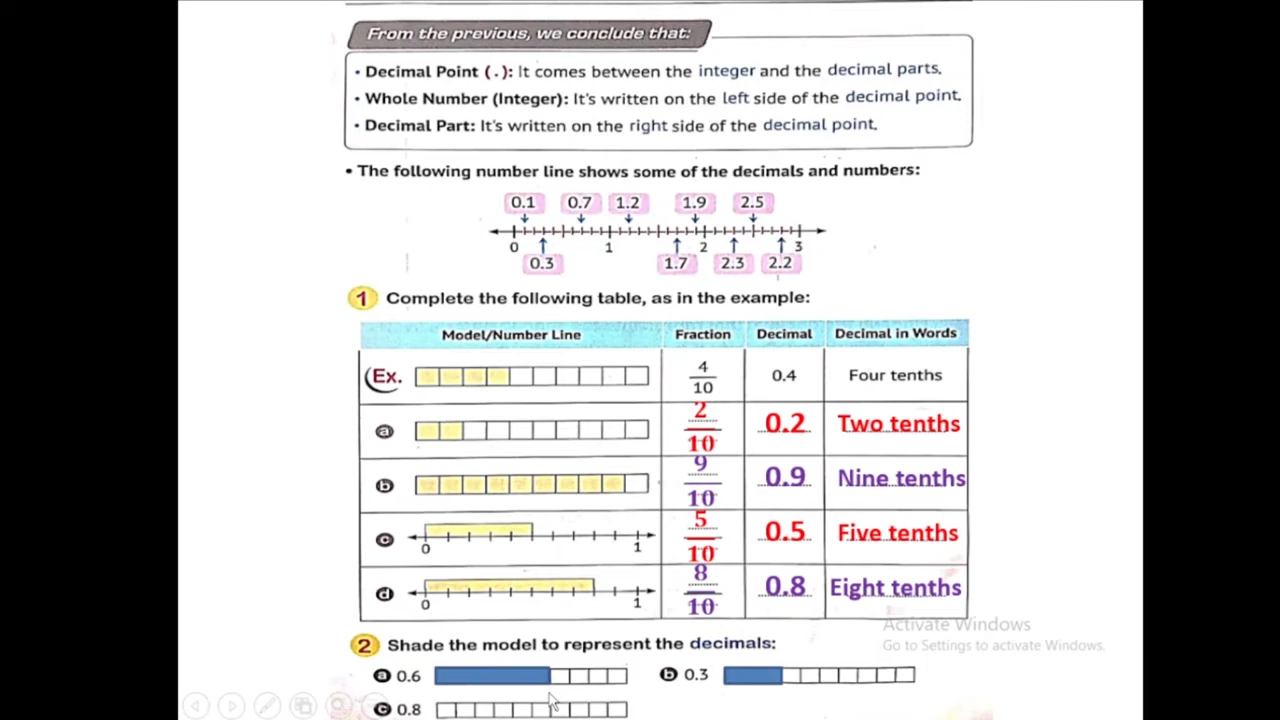 From the previous, we conclude that:
• Decimal Point (.): It comes between the integer and the decimal parts.
• Whole Number (Integer): It's written on the left side of the decimal point.
• Decimal Part: It's written on the right side of the decimal point.
• The following number line shows some of the decimals and numbers:
0.1 0.7 1.2 1.9 2.5
0 1 2 3
0.3 1.7 2.3 2.2
1 Complete the following table, as in the example:
Model/Number Line Fraction Decimal Decimal in Words
Ex. 4/10 0.4 Four tenths
a 2/10 0.2 Two tenths
b 9/10 0.9 Nine tenths
c 0 1 5/10 0.5 Five tenths
d 0 1 8/10 0.8 Eight tenths
Activate Windows
Go to Settings to activate Windows.
2 Shade the model to represent the decimals:
a 0.6 b 0.3
c 0.8